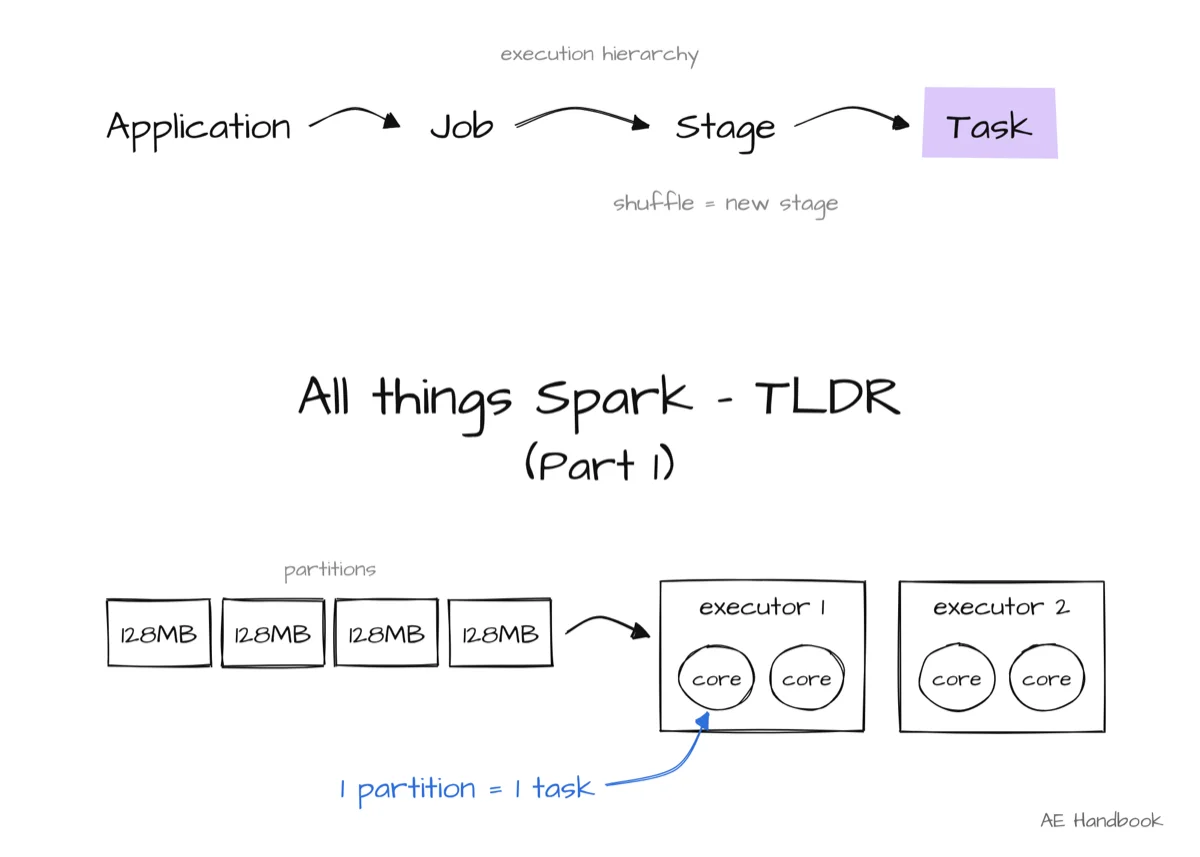 execution hierarchy
Application Job Stage Task
shuffle = new stage
All things Spark - TLDR
(Part 1)
partitions
128MB 128MB 128MB 128MB
executor 1 executor 2
core core core core
1 partition = 1 task
AE Handbook